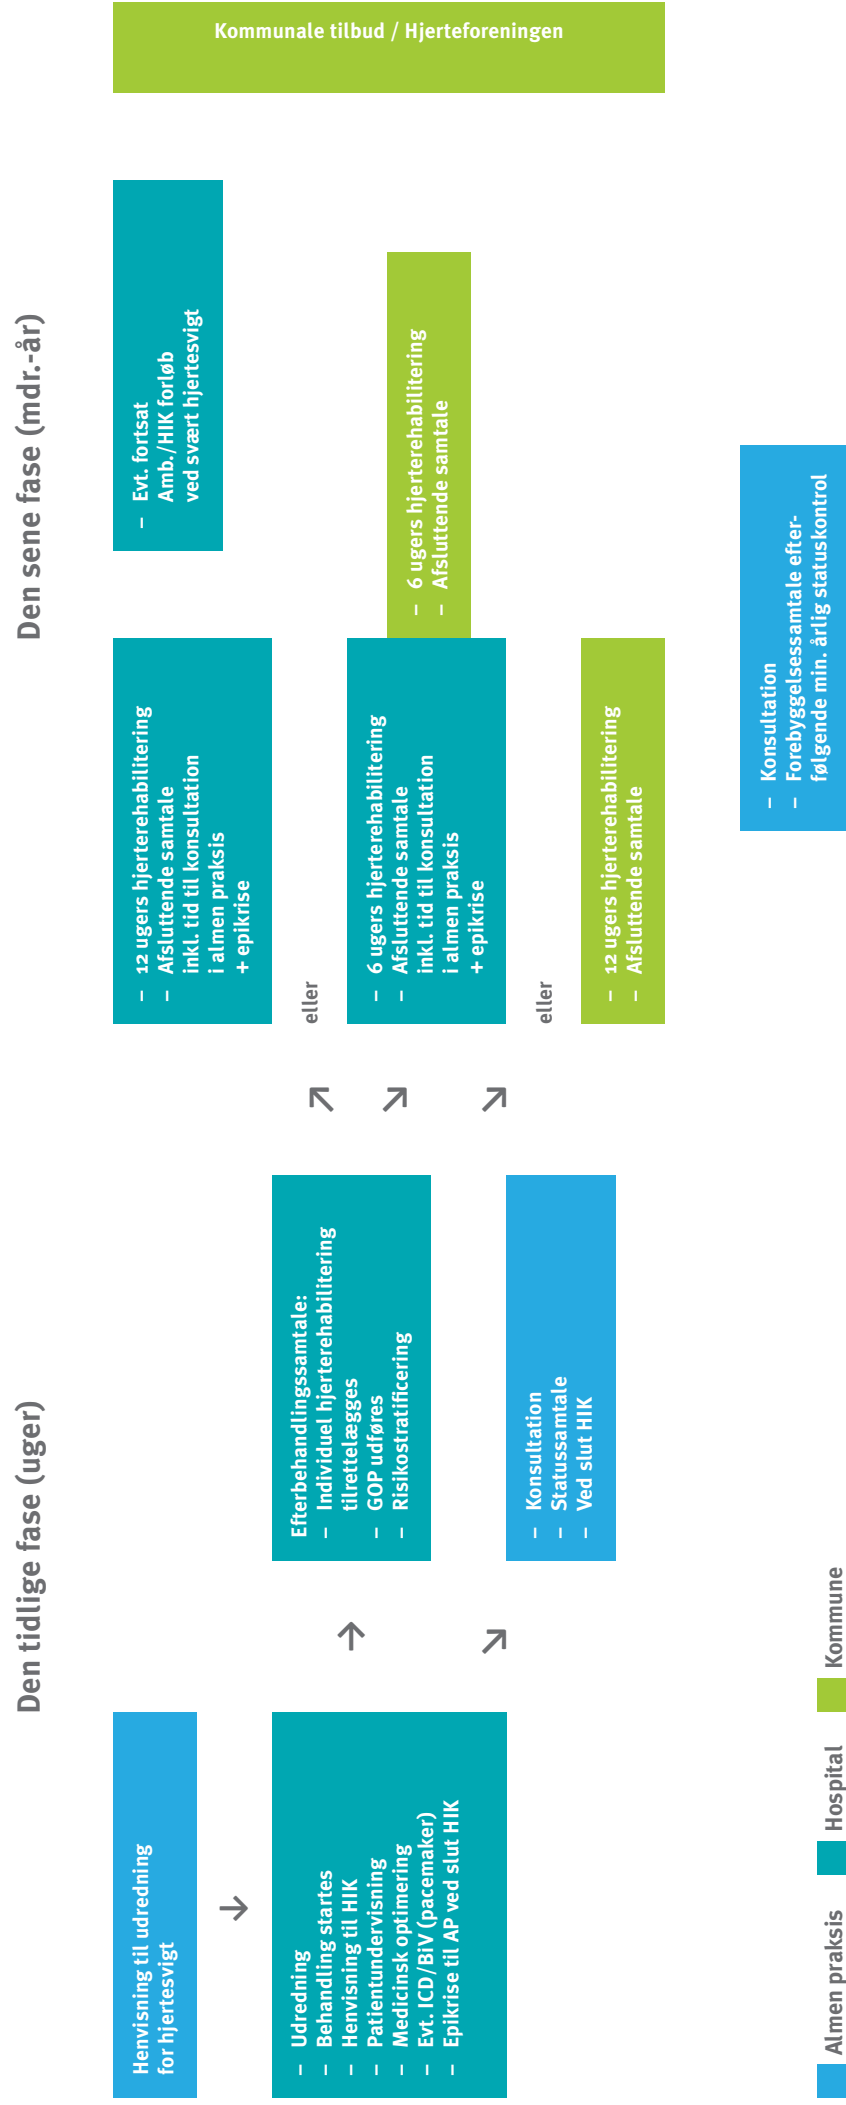 Den tidlige fase (uger)
Den sene fase (mdr.-år)
Henvisning til udredning
for hjertesvigt
– Udredning
– Behandling startes
– Henvisning til HIK
– Patientundervisning
– Medicinsk optimering
– Evt. ICD/BiV (pacemaker)
– Epikrise til AP ved slut HIK
Efterbehandlingssamtale:
– Individuel hjerterehabilitering
tilrettelægges
– GOP udføres
– Risikostratificering
– Konsultation
– Statussamtale
– Ved slut HIK
– 12 ugers hjerterehabilitering
– Afsluttende samtale
inkl. tid til konsultation
i almen praksis
+ epikrise
eller
– 6 ugers hjerterehabilitering
– Afsluttende samtale
inkl. tid til konsultation
i almen praksis
+ epikrise
eller
– 12 ugers hjerterehabilitering
– Afsluttende samtale
– Evt. fortsat
Amb./HIK forløb
ved svært hjertesvigt
– 6 ugers hjerterehabilitering
– Afsluttende samtale
– Konsultation
– Forebyggelsessamtale efter-
følgende min. årlig statuskontrol
Kommunale tilbud / Hjerteforeningen
Almen praksis
Hospital
Kommune